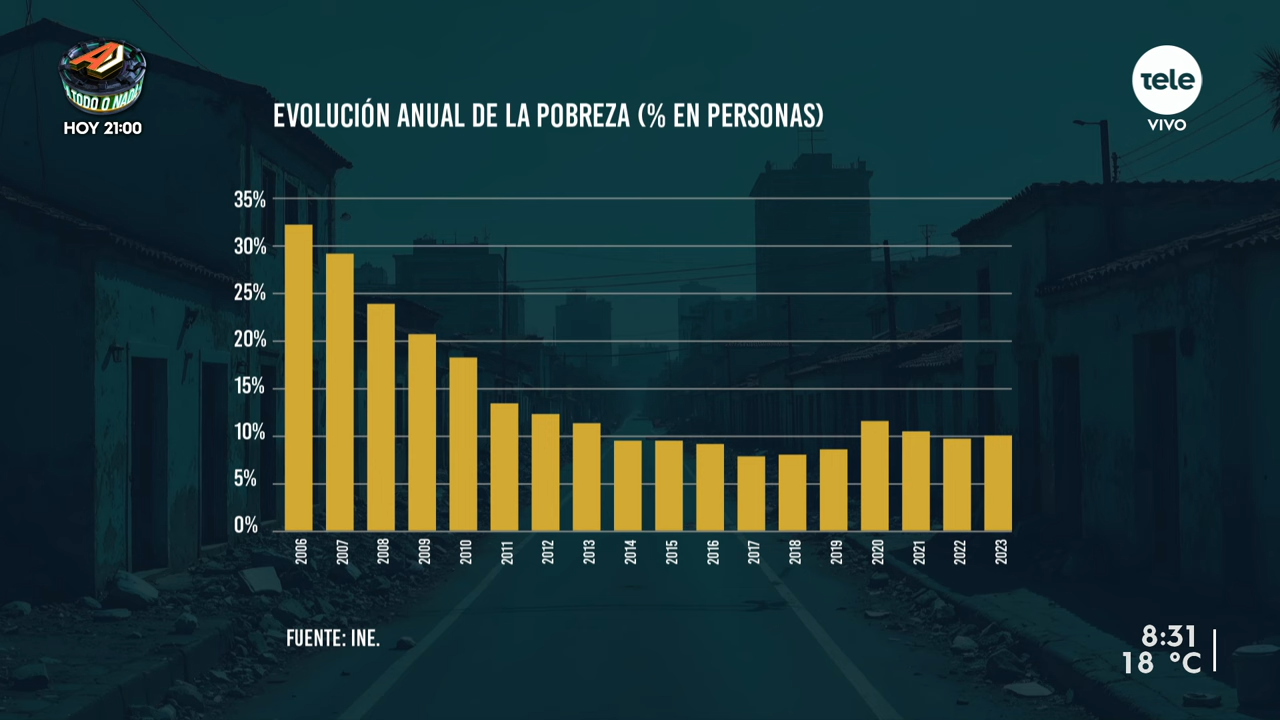 A TODO O NADA
HOY 21:00
tele
VIVO
EVOLUCIÓN ANUAL DE LA POBREZA (% EN PERSONAS)
35%
30%
25%
20%
15%
10%
5%
0%
2006 2007 2008 2009 2010 2011 2012 2013 2014 2015 2016 2017 2018 2019 2020 2021 2022 2023
FUENTE: INE.
8:31
18 °C